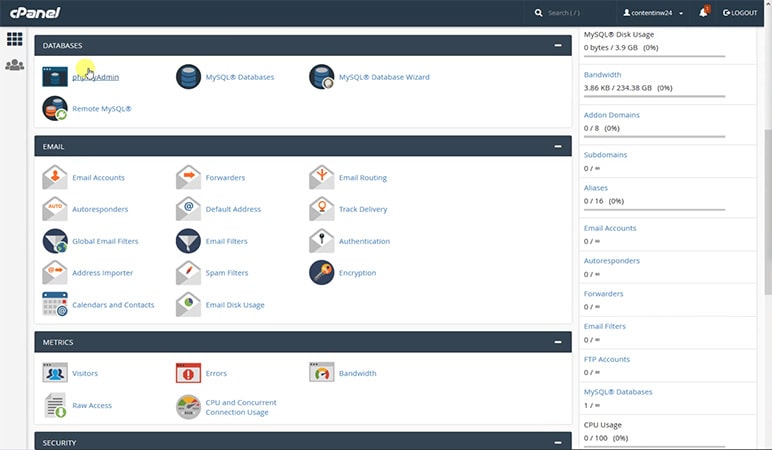 cPanel
Search ( / )
contentinw24
1
LOGOUT
DATABASES
phpMyAdmin
MySQL® Databases
MySQL® Database Wizard
Remote MySQL®
EMAIL
Email Accounts
Forwarders
Email Routing
AUTO
Autoresponders
Default Address
Track Delivery
Global Email Filters
Email Filters
Authentication
Address Importer
Spam Filters
Encryption
Calendars and Contacts
Email Disk Usage
METRICS
Visitors
Errors
Bandwidth
Raw Access
CPU and Concurrent
Connection Usage
SECURITY
MySQL® Disk Usage
0 bytes / 3.9 GB (0%)
Bandwidth
3.86 KB / 234.38 GB (0%)
Addon Domains
0 / 8 (0%)
Subdomains
0 / ∞
Aliases
0 / 16 (0%)
Email Accounts
0 / ∞
Autoresponders
0 / ∞
Forwarders
0 / ∞
Email Filters
0 / ∞
FTP Accounts
0 / ∞
MySQL® Databases
1 / ∞
CPU Usage
0 / 100 (0%)